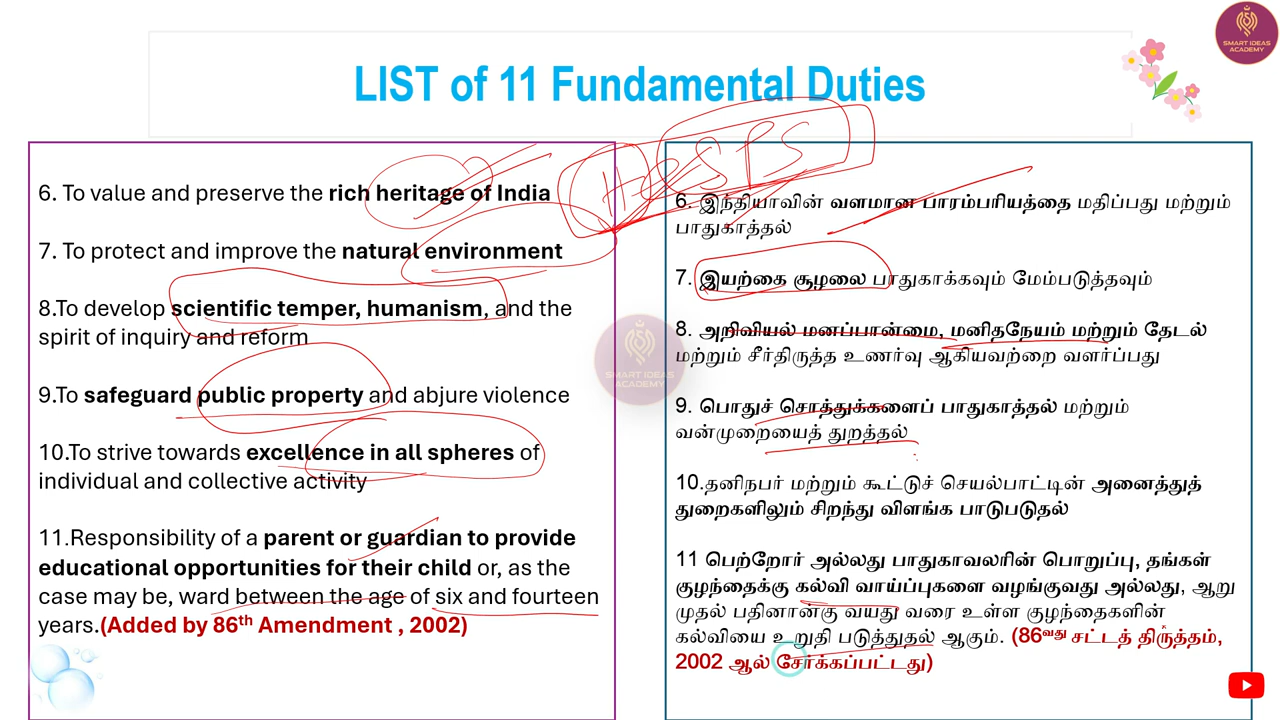 SMART IDEAS
ACADEMY
LIST of 11 Fundamental Duties
6. To value and preserve the rich heritage of India
7. To protect and improve the natural environment
8.To develop scientific temper, humanism, and the
spirit of inquiry and reform
9.To safeguard public property and abjure violence
10.To strive towards excellence in all spheres of
individual and collective activity
11.Responsibility of a parent or guardian to provide
educational opportunities for their child or, as the
case may be, ward between the age of six and fourteen
years.(Added by 86th Amendment , 2002)
6. இந்தியாவின் வளமான பாரம்பரியத்தை மதிப்பது மற்றும்
பாதுகாத்தல்
7. இயற்கை சூழலை பாதுகாக்கவும் மேம்படுத்தவும்
8. அறிவியல் மனப்பான்மை, மனிதநேயம் மற்றும் தேடல்
மற்றும் சீர்திருத்த உணர்வு ஆகியவற்றை வளர்ப்பது
9. பொதுச் சொத்துக்களைப் பாதுகாத்தல் மற்றும்
வன்முறையைத் துறத்தல்
10.தனிநபர் மற்றும் கூட்டுச் செயல்பாட்டின் அனைத்துத்
துறைகளிலும் சிறந்து விளங்க பாடுபடுதல்
11 பெற்றோர் அல்லது பாதுகாவலரின் பொறுப்பு, தங்கள்
குழந்தைக்கு கல்வி வாய்ப்புகளை வழங்குவது அல்லது, ஆறு
முதல் பதினான்கு வயது வரை உள்ள குழந்தைகளின்
கல்வியை உறுதி படுத்துதல் ஆகும். (86வது சட்டத் திருத்தம்,
2002 ஆல் சேர்க்கப்பட்டது)
SMART IDEAS
ACADEMY